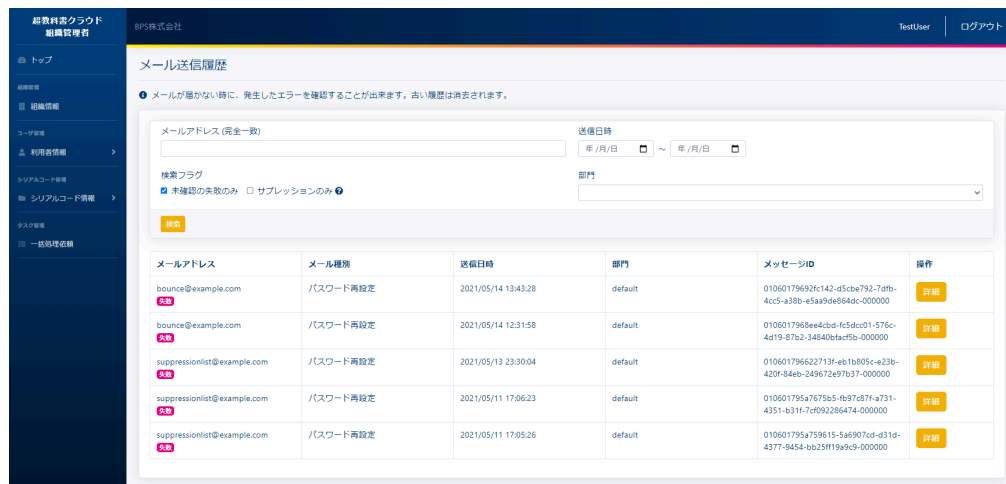 超教科書クラウド
組織管理者
BPS株式会社
TestUser
ログアウト
トップ
組織管理
組織情報
ユーザ管理
利用者情報
シリアルコード管理
シリアルコード情報
タスク管理
一括処理依頼
メール送信履歴
メールが届かない時に、発生したエラーを確認することが出来ます。古い履歴は消去されます。
メールアドレス (完全一致)
送信日時
年 /月/日 ～ 年 /月/日
検索フラグ
部門
未確認の失敗のみ サプレッションのみ
検索
メールアドレス メール種別 送信日時 部門 メッセージID 操作
bounce@example.com パスワード再設定 2021/05/14 13:43:28 default 01060179692fc142-d5cbe792-7dfb- 詳細
失敗 4cc5-a38b-e5aa9de864dc-000000
bounce@example.com パスワード再設定 2021/05/14 12:31:58 default 0106017968ee4cbd-fc5dcc01-576c- 詳細
失敗 4d19-87b2-34840bfacf5b-000000
suppressionlist@example.com パスワード再設定 2021/05/13 23:30:04 default 010601796622713f-eb1b805c-e23b- 詳細
失敗 420f-84eb-249672e97b37-000000
suppressionlist@example.com パスワード再設定 2021/05/11 17:06:23 default 010601795a7675b5-fb97c87f-a731- 詳細
失敗 4351-b31f-7cf092286474-000000
suppressionlist@example.com パスワード再設定 2021/05/11 17:05:26 default 010601795a759615-5a6907cd-d31d- 詳細
失敗 4377-9454-bb25ff19a9c9-000000